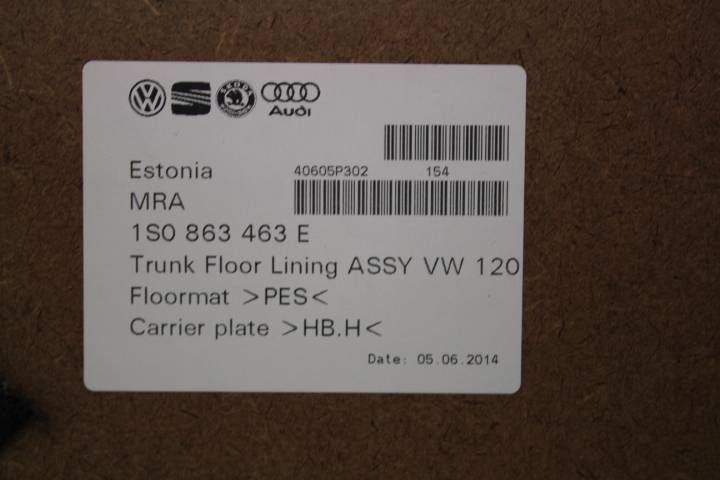 Audi
Estonia
40605P302 154
MRA
1S0 863 463 E
Trunk Floor Lining ASSY VW 120
Floormat >PES<
Carrier plate >HB.H<
Date: 05.06.2014